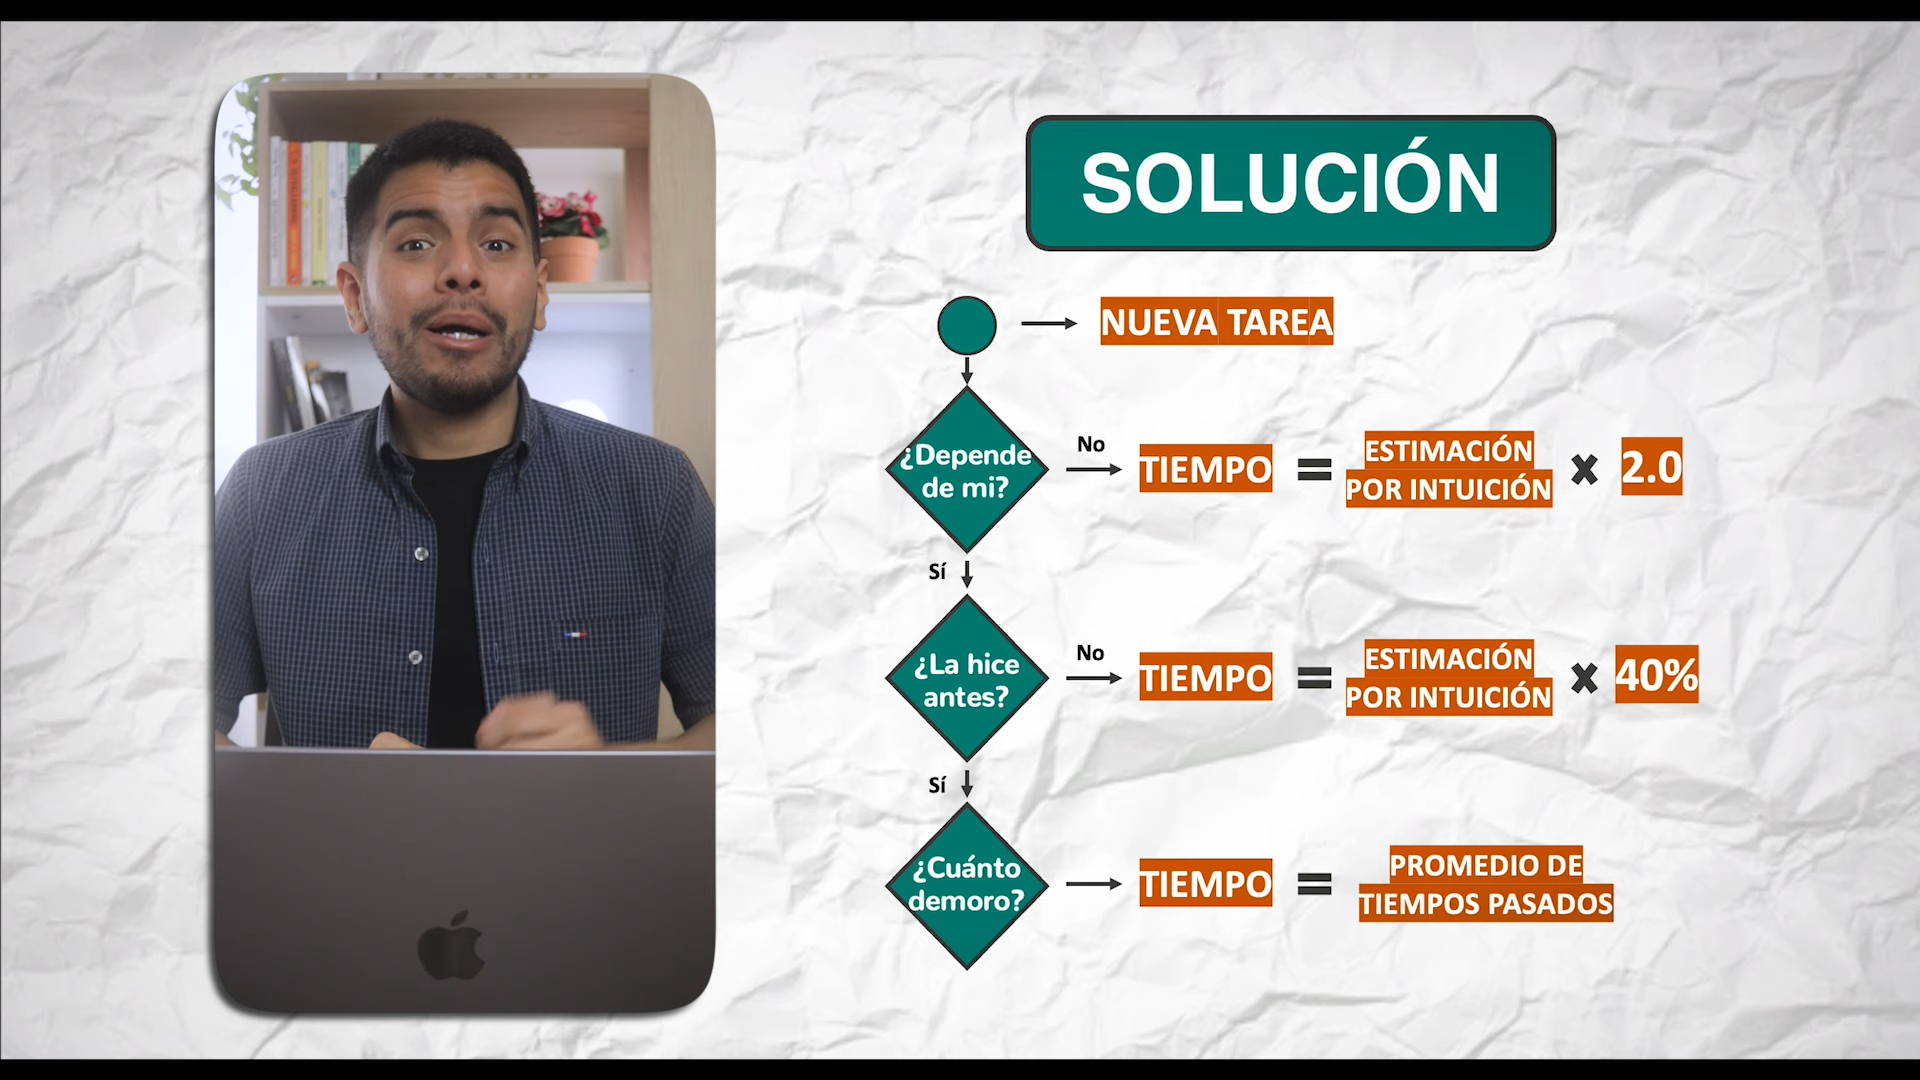 SOLUCIÓN
NUEVA TAREA
¿Depende
de mi?
No
TIEMPO = ESTIMACIÓN
POR INTUICIÓN
× 2.0
Sí
¿La hice
antes?
No
TIEMPO = ESTIMACIÓN
POR INTUICIÓN
× 40%
Sí
¿Cuánto
demoro?
TIEMPO = PROMEDIO DE
TIEMPOS PASADOS